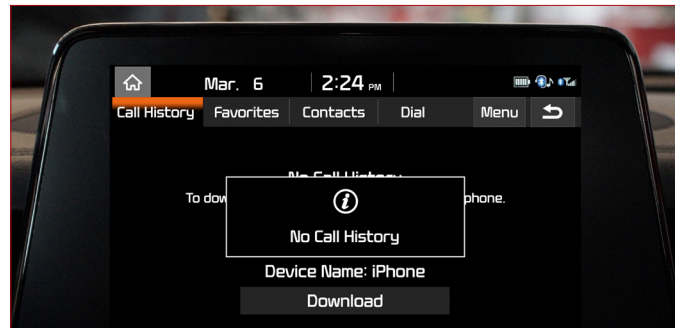 Mar. 6 2:24 PM
Call History Favorites Contacts Dial Menu
No Call History
To dow phone.
No Call History
Device Name: iPhone
Download